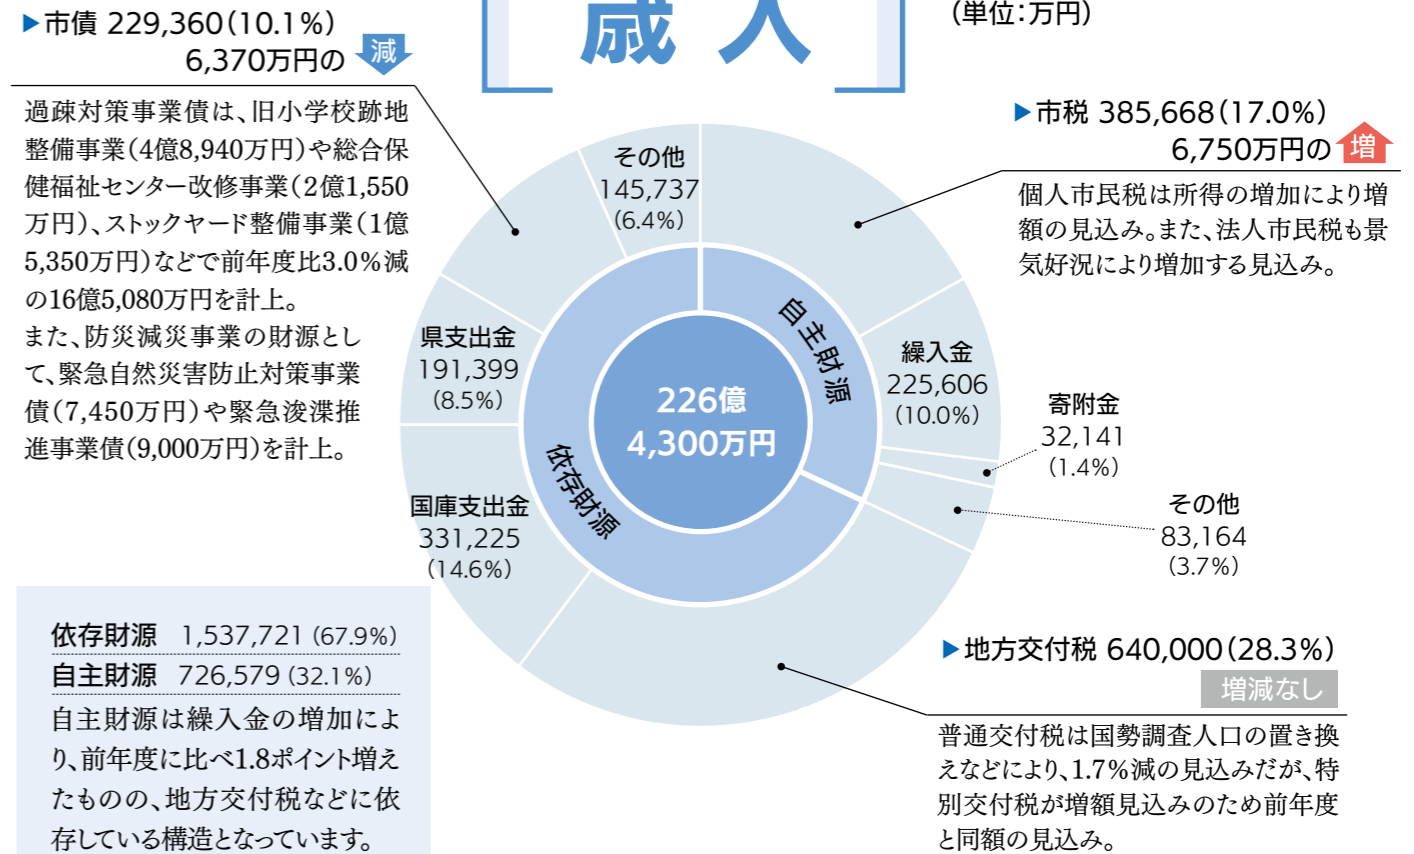 歳入
(単位:万円)
▶市債 229,360(10.1%)
6,370万円の 減
過疎対策事業債は、旧小学校跡地
整備事業(4億8,940万円)や総合保
健福祉センター改修事業(2億1,550
万円)、ストックヤード整備事業(1億
5,350万円)などで前年度比3.0%減
の16億5,080万円を計上。
また、防災減災事業の財源とし
て、緊急自然災害防止対策事業
債(7,450万円)や緊急浚渫推
進事業債(9,000万円)を計上。
▶市税 385,668(17.0%)
6,750万円の 増
個人市民税は所得の増加により増
額の見込み。また、法人市民税も景
気好況により増加する見込み。
その他
145,737
(6.4%)
県支出金
191,399
(8.5%)
国庫支出金
331,225
(14.6%)
自主財源
依存財源
226億
4,300万円
繰入金
225,606
(10.0%)
寄附金
32,141
(1.4%)
その他
83,164
(3.7%)
▶地方交付税 640,000(28.3%)
増減なし
普通交付税は国勢調査人口の置き換
えなどにより、1.7%減の見込みだが、特
別交付税が増額見込みのため前年度
と同額の見込み。
依存財源 1,537,721(67.9%)
自主財源 726,579(32.1%)
自主財源は繰入金の増加によ
り、前年度に比べ1.8ポイント増え
たものの、地方交付税などに依
存している構造となっています。